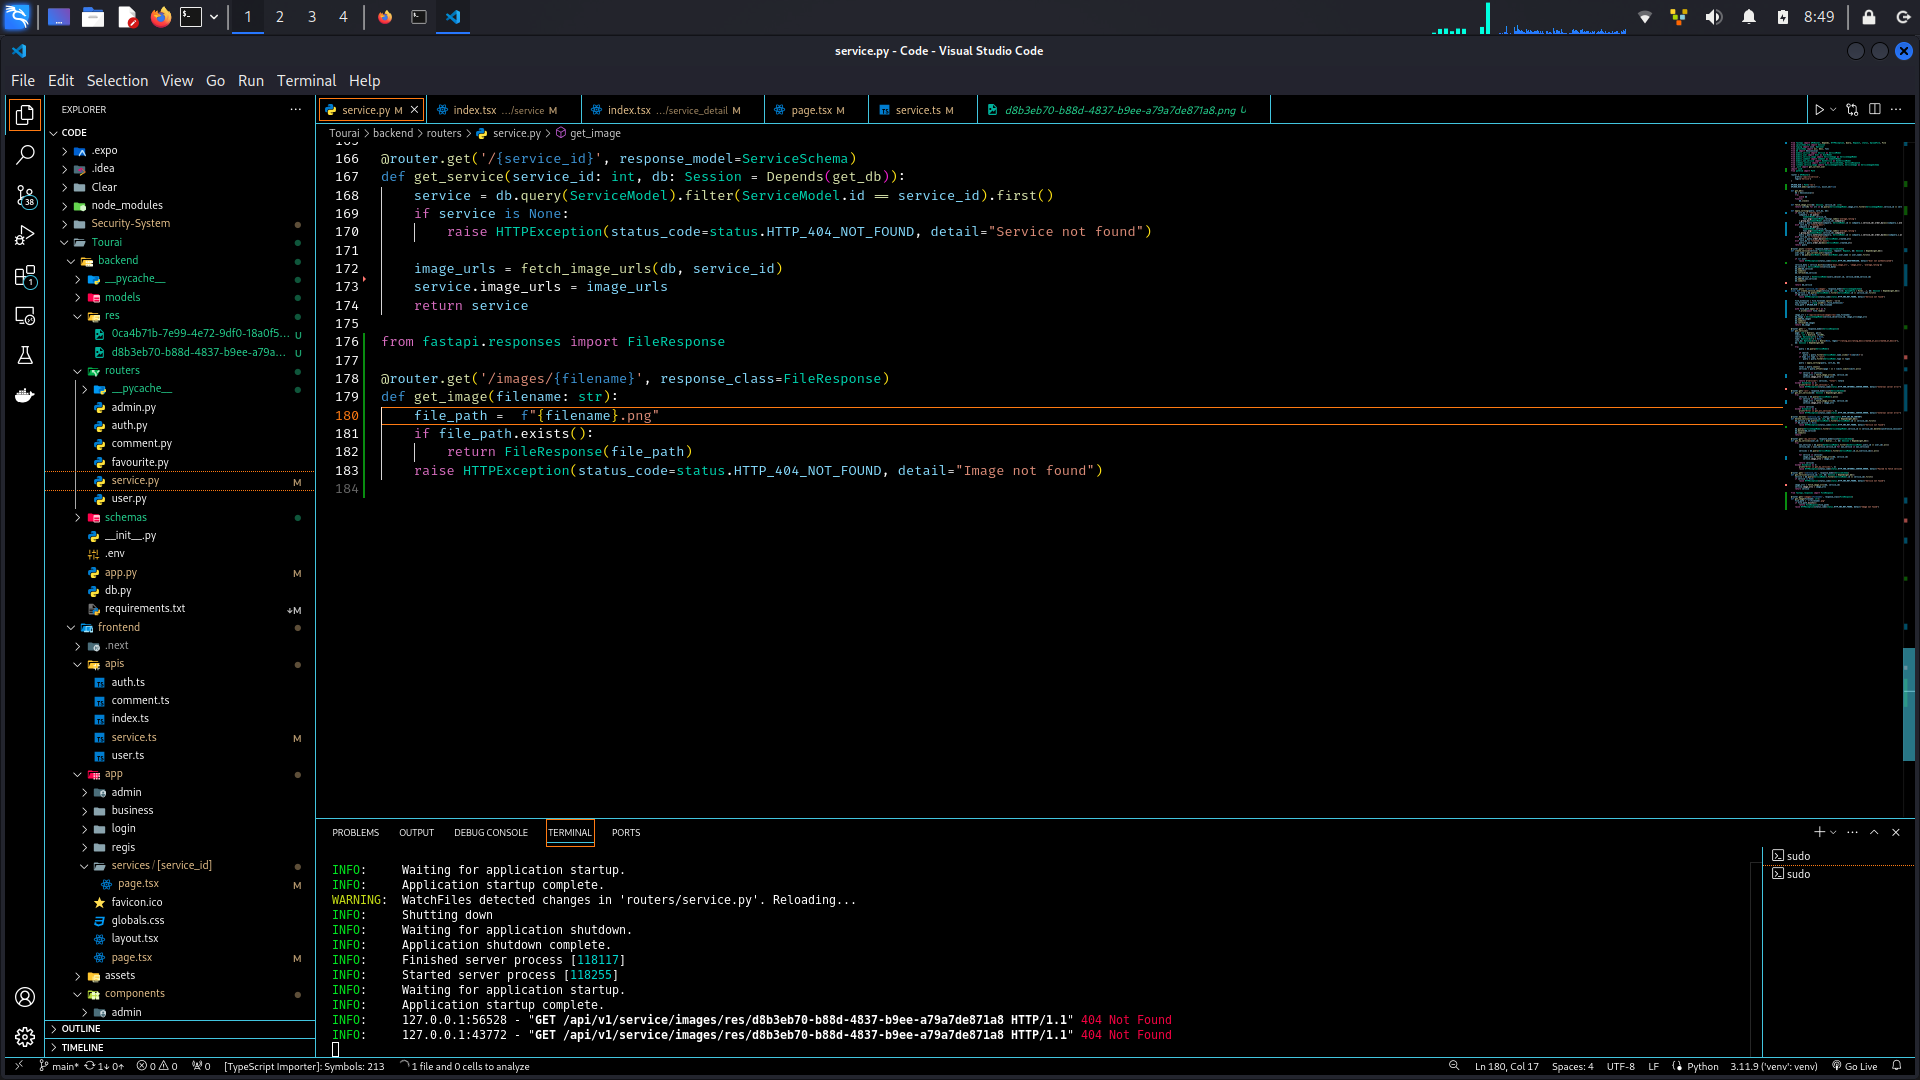 1
2
3
4
8:49
service.py - Code - Visual Studio Code
File Edit Selection View Go Run Terminal Help
EXPLORER
CODE
.expo
.idea
Clear
node_modules
Security-System
Tourai
backend
__pycache__
models
res
0ca4b71b-7e99-4e72-9df0-18a0f5... U
d8b3eb70-b88d-4837-b9ee-a79a... U
routers
__pycache__
admin.py
auth.py
comment.py
favourite.py
service.py M
user.py
schemas
__init__.py
.env
app.py M
db.py
requirements.txt ↓M
frontend
.next
apis
auth.ts
comment.ts
index.ts
service.ts M
user.ts
app
admin
business
login
regis
services/[service_id]
page.tsx M
favicon.ico
globals.css
layout.tsx
page.tsx M
assets
components
admin
OUTLINE
TIMELINE
service.py M
index.tsx .../service M
index.tsx .../service_detail M
page.tsx M
service.ts M
d8b3eb70-b88d-4837-b9ee-a79a7de871a8.png U
Tourai > backend > routers > service.py > get_image
166 @router.get('/{service_id}', response_model=ServiceSchema)
167 def get_service(service_id: int, db: Session = Depends(get_db)):
168 service = db.query(ServiceModel).filter(ServiceModel.id == service_id).first()
169 if service is None:
170 raise HTTPException(status_code=status.HTTP_404_NOT_FOUND, detail="Service not found")
171
172 image_urls = fetch_image_urls(db, service_id)
173 service.image_urls = image_urls
174 return service
175
176 from fastapi.responses import FileResponse
177
178 @router.get('/images/{filename}', response_class=FileResponse)
179 def get_image(filename: str):
180 file_path =  f"{filename}.png"
181 if file_path.exists():
182 return FileResponse(file_path)
183 raise HTTPException(status_code=status.HTTP_404_NOT_FOUND, detail="Image not found")
184
PROBLEMS OUTPUT DEBUG CONSOLE TERMINAL PORTS
INFO: Waiting for application startup.
INFO: Application startup complete.
WARNING: WatchFiles detected changes in 'routers/service.py'. Reloading...
INFO: Shutting down
INFO: Waiting for application shutdown.
INFO: Application shutdown complete.
INFO: Finished server process [118117]
INFO: Started server process [118255]
INFO: Waiting for application startup.
INFO: Application startup complete.
INFO: 127.0.0.1:56528 - "GET /api/v1/service/images/res/d8b3eb70-b88d-4837-b9ee-a79a7de871a8 HTTP/1.1" 404 Not Found
INFO: 127.0.0.1:43772 - "GET /api/v1/service/images/res/d8b3eb70-b88d-4837-b9ee-a79a7de871a8 HTTP/1.1" 404 Not Found
sudo
sudo
38
1
main* 1↓ 0↑ 0 0 0 [TypeScript Importer]: Symbols: 213 1 file and 0 cells to analyze
Ln 180, Col 17 Spaces: 4 UTF-8 LF Python 3.11.9 ('venv': venv) Go Live